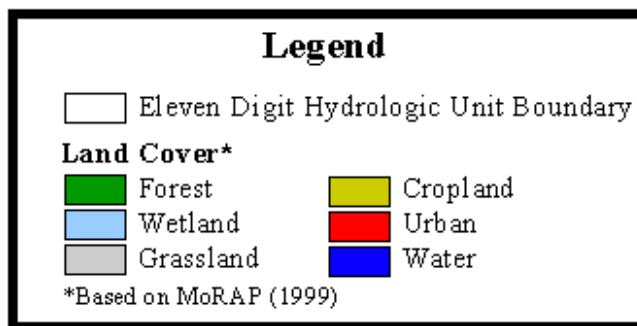 Legend
Eleven Digit Hydrologic Unit Boundary
Land Cover*
Forest Cropland
Wetland Urban
Grassland Water
*Based on MoRAP (1999)